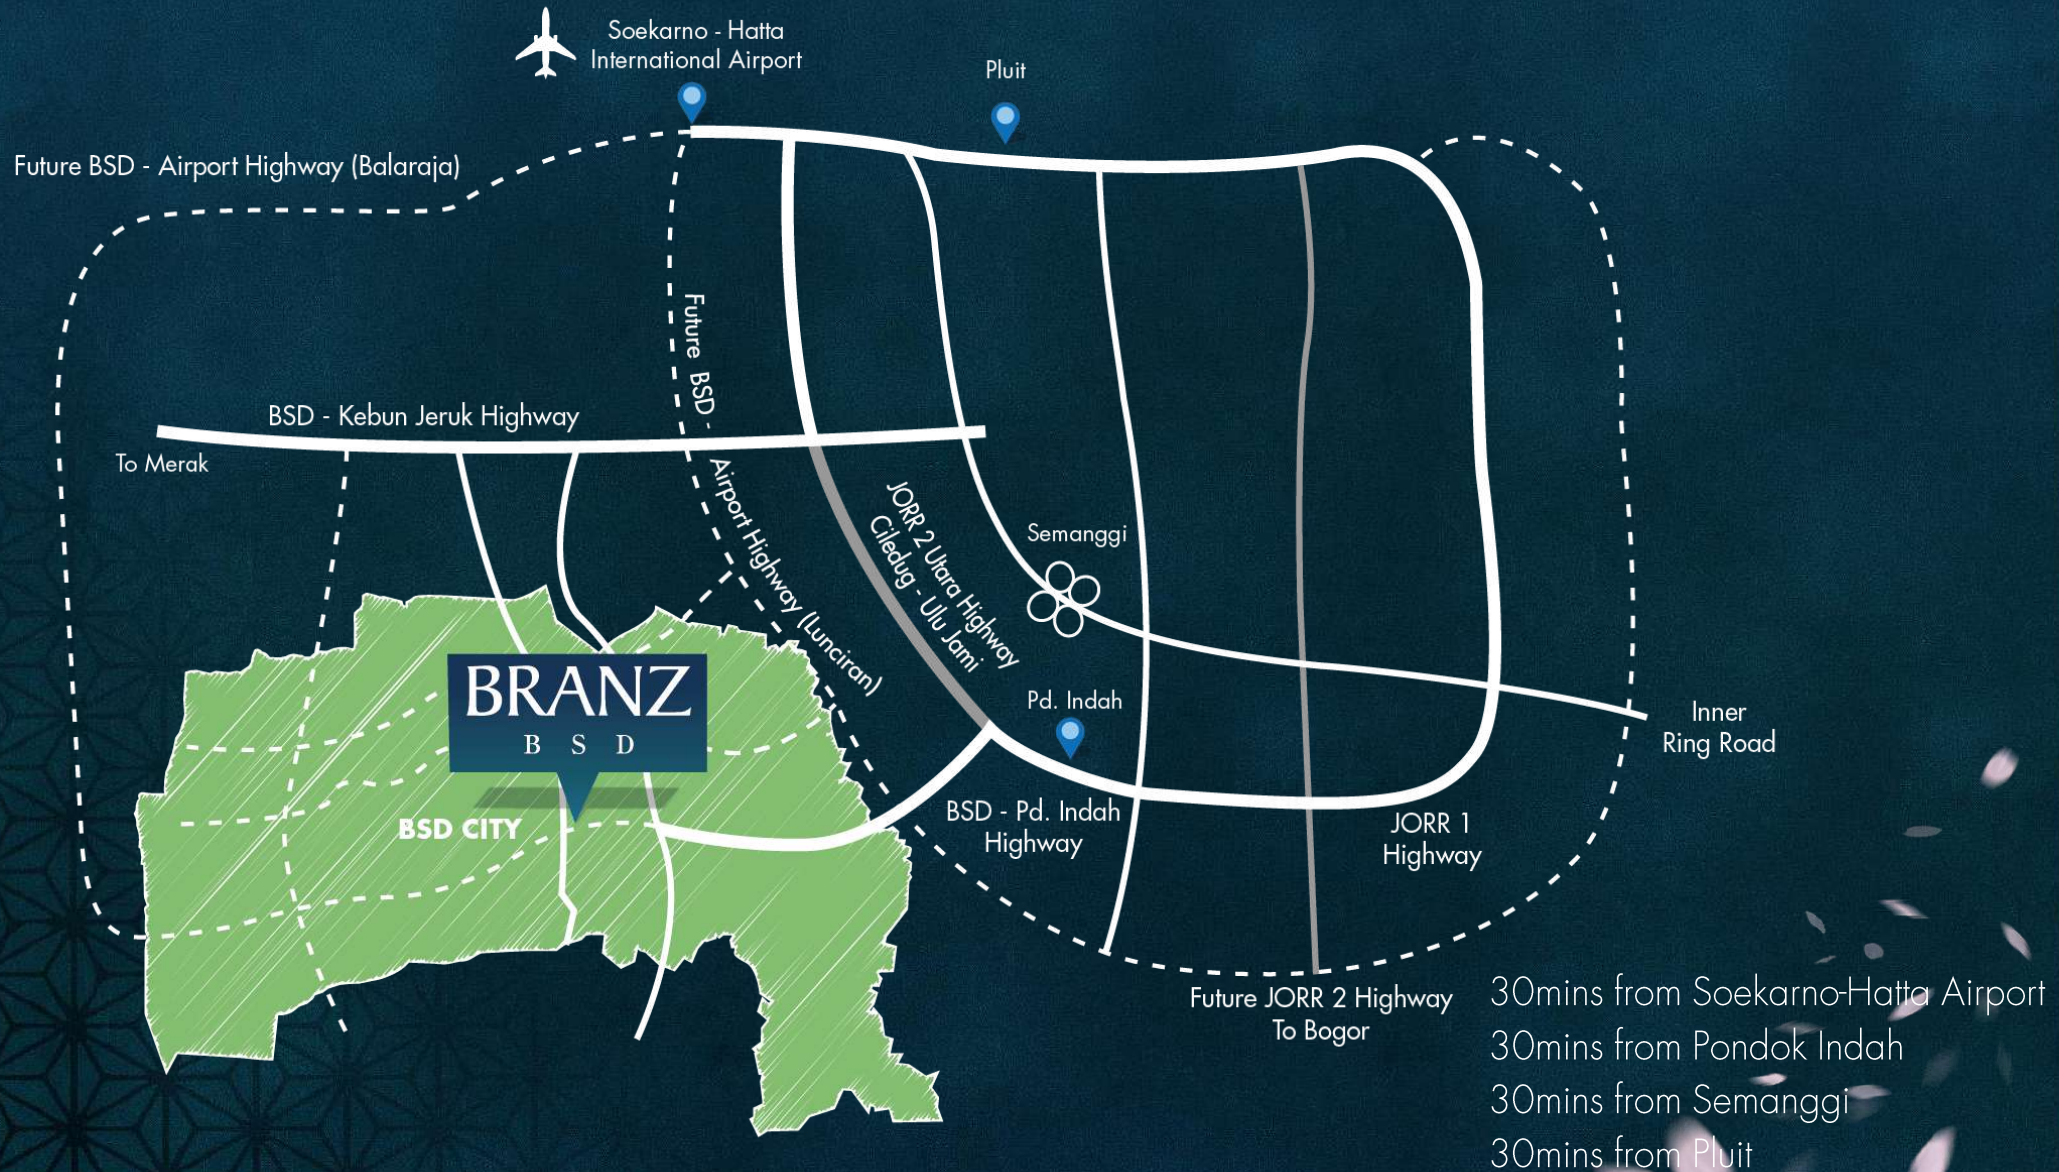 Soekarno - Hatta
International Airport
Pluit
Future BSD - Airport Highway (Balaraja)
Future BSD - Airport Highway (Lunciran)
BSD - Kebun Jeruk Highway
To Merak
JORR 2 Utara Highway
Ciledug - Ulu Jami
Semanggi
Pd. Indah
Inner
Ring Road
BRANZ
BSD
BSD CITY
BSD - Pd. Indah
Highway
JORR 1
Highway
Future JORR 2 Highway
To Bogor
30mins from Soekarno-Hatta Airport
30mins from Pondok Indah
30mins from Semanggi
30mins from Pluit